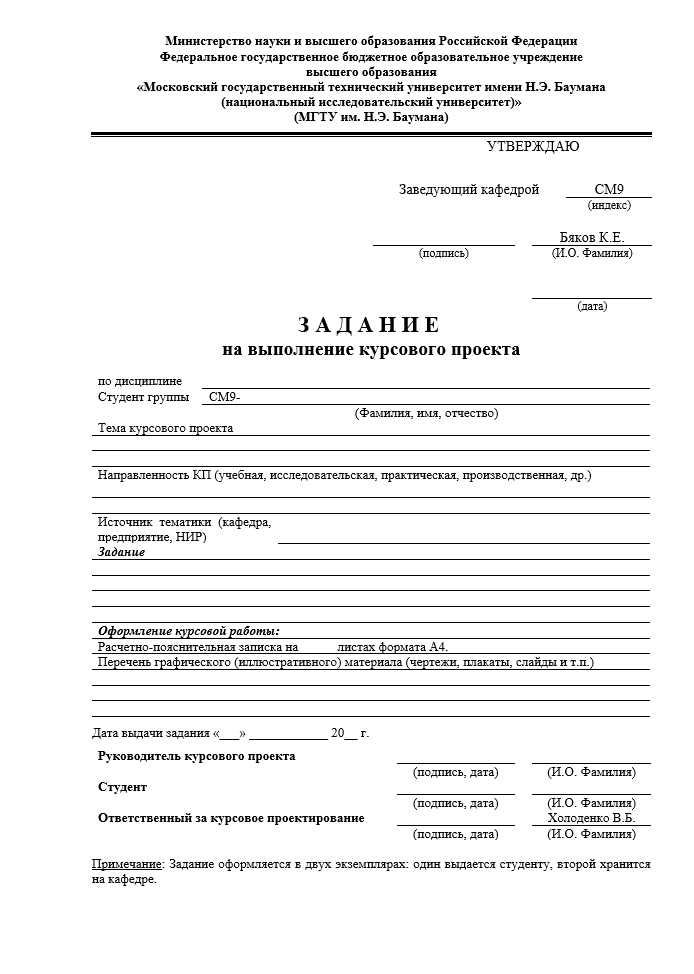 Министерство науки и высшего образования Российской Федерации
Федеральное государственное бюджетное образовательное учреждение
высшего образования
«Московский государственный технический университет имени Н.Э. Баумана
(национальный исследовательский университет)»
(МГТУ им. Н.Э. Баумана)
УТВЕРЖДАЮ
Заведующий кафедрой СМ9
(индекс)
Бяков К.Е.
(подпись) (И.О. Фамилия)
(дата)
З А Д А Н И Е
на выполнение курсового проекта
по дисциплине
Студент группы СМ9-
(Фамилия, имя, отчество)
Тема курсового проекта
Направленность КП (учебная, исследовательская, практическая, производственная, др.)
Источник тематики (кафедра,
предприятие, НИР)
Задание
Оформление курсовой работы:
Расчетно-пояснительная записка на ______ листах формата А4.
Перечень графического (иллюстративного) материала (чертежи, плакаты, слайды и т.п.)
Дата выдачи задания «___» ____________ 20__ г.
Руководитель курсового проекта
(подпись, дата) (И.О. Фамилия)
Студент
(подпись, дата) (И.О. Фамилия)
Ответственный за курсовое проектирование Холоденко В.Б.
(подпись, дата) (И.О. Фамилия)
Примечание: Задание оформляется в двух экземплярах: один выдается студенту, второй хранится
на кафедре.